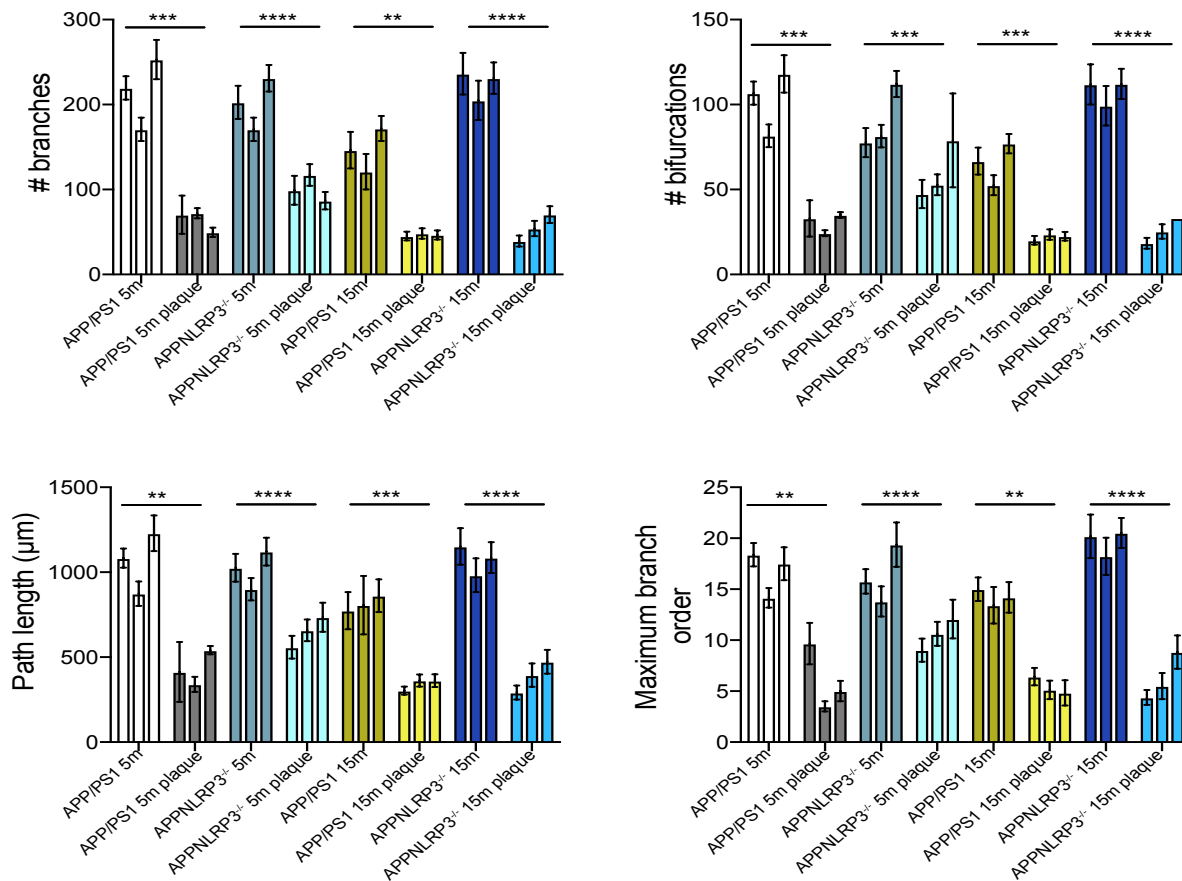 # branches
300
200
100
0
***
****
**
****
APP/PS1 5m
APP/PS1 5m plaque
APPNLRP3-/- 5m
APPNLRP3-/- 5m plaque
APP/PS1 15m
APP/PS1 15m plaque
APPNLRP3-/- 15m
APPNLRP3-/- 15m plaque
# bifurcations
150
100
50
0
***
***
***
****
APP/PS1 5m
APP/PS1 5m plaque
APPNLRP3-/- 5m
APPNLRP3-/- 5m plaque
APP/PS1 15m
APP/PS1 15m plaque
APPNLRP3-/- 15m
APPNLRP3-/- 15m plaque
Path length (µm)
1500
1000
500
0
**
****
***
****
APP/PS1 5m
APP/PS1 5m plaque
APPNLRP3-/- 5m
APPNLRP3-/- 5m plaque
APP/PS1 15m
APP/PS1 15m plaque
APPNLRP3-/- 15m
APPNLRP3-/- 15m plaque
Maximum branch
order
25
20
15
10
5
0
**
****
**
****
APP/PS1 5m
APP/PS1 5m plaque
APPNLRP3-/- 5m
APPNLRP3-/- 5m plaque
APP/PS1 15m
APP/PS1 15m plaque
APPNLRP3-/- 15m
APPNLRP3-/- 15m plaque